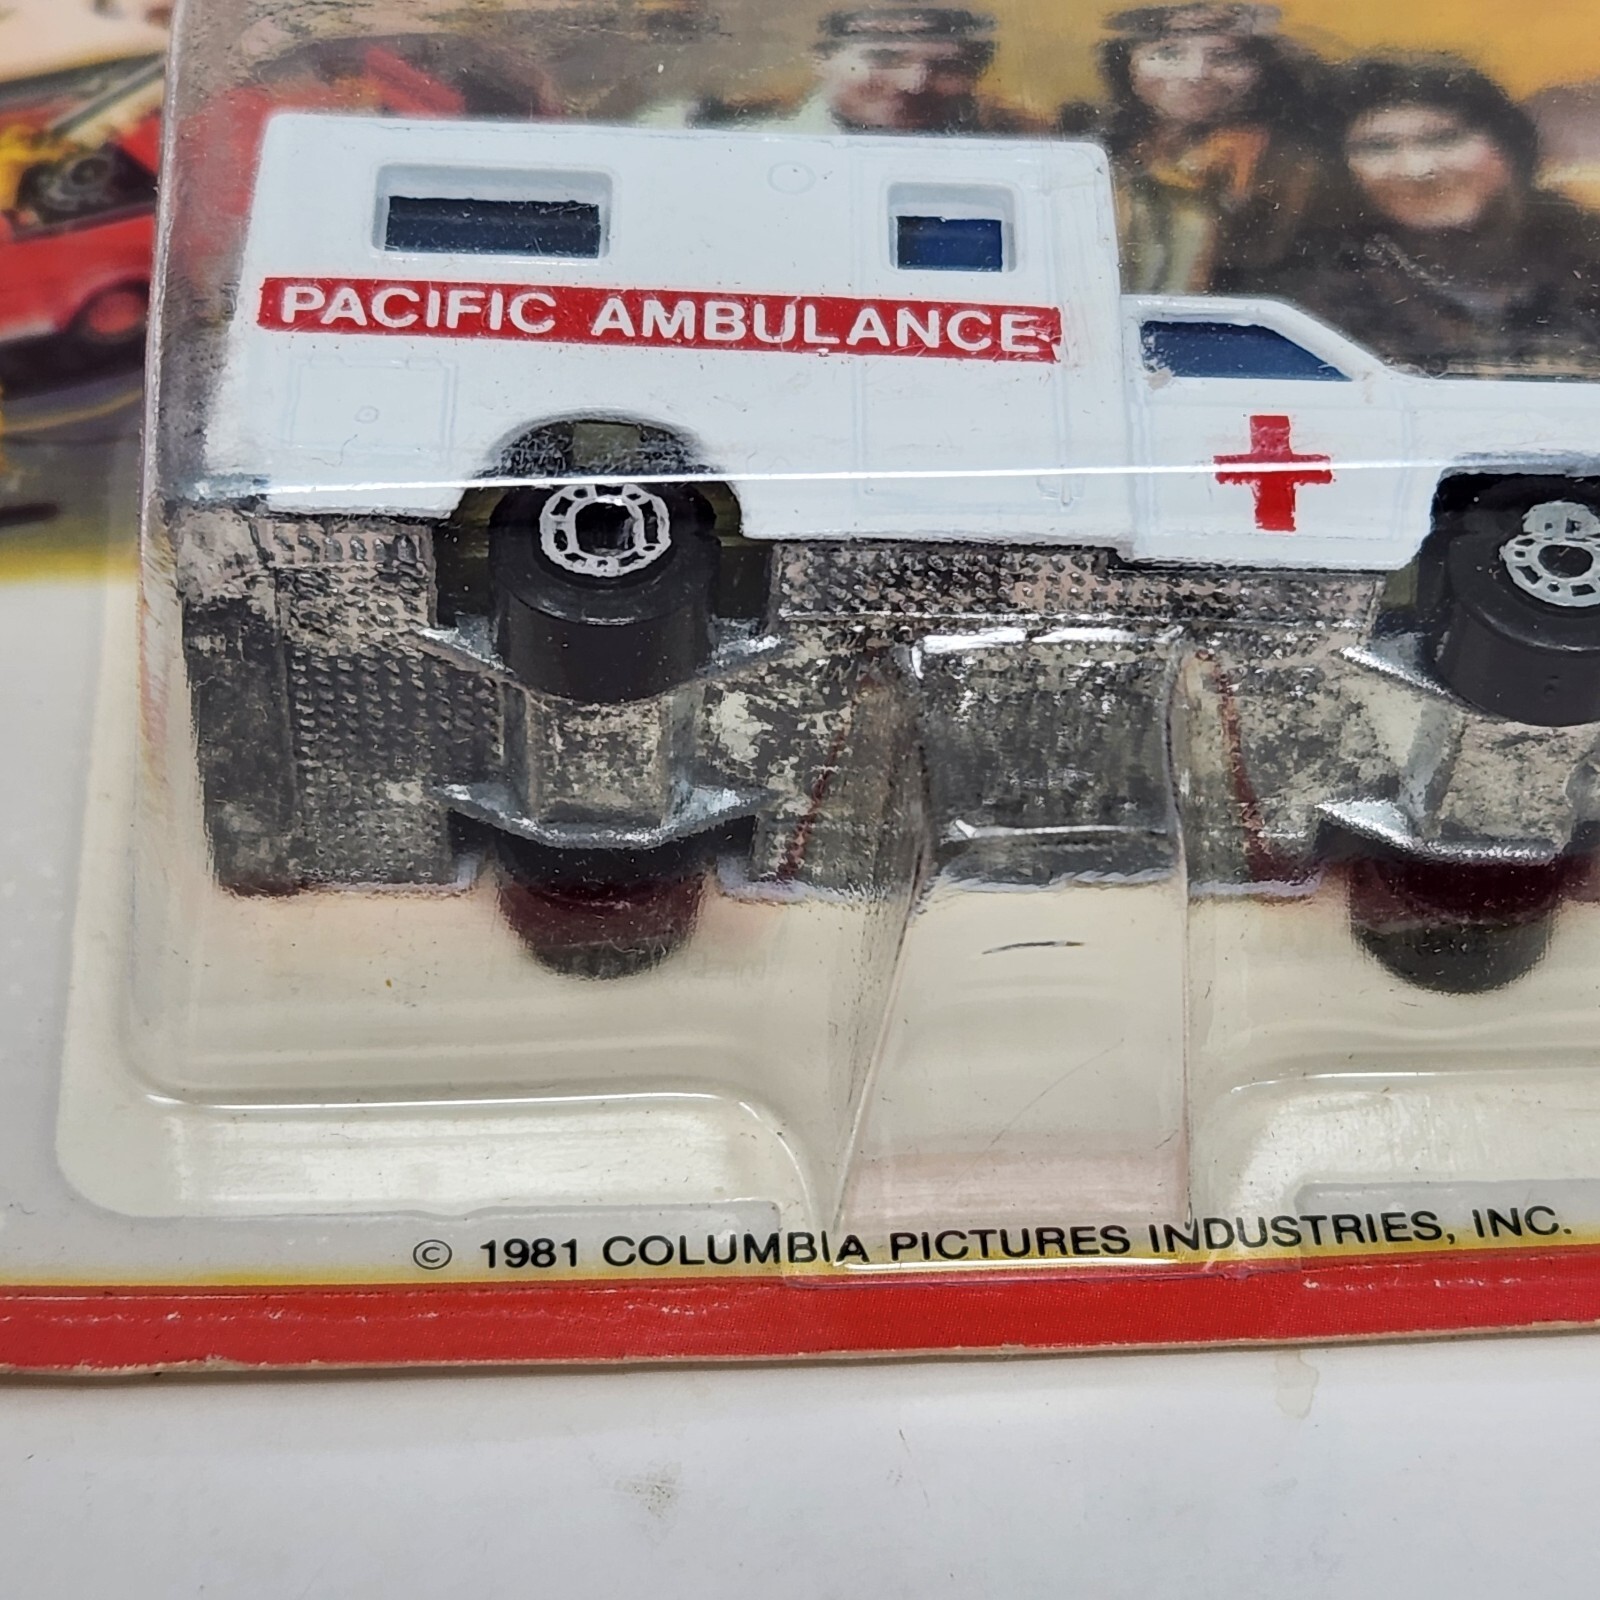 PACIFIC AMBULANCE
© 1981 COLUMBIA PICTURES INDUSTRIES, INC.